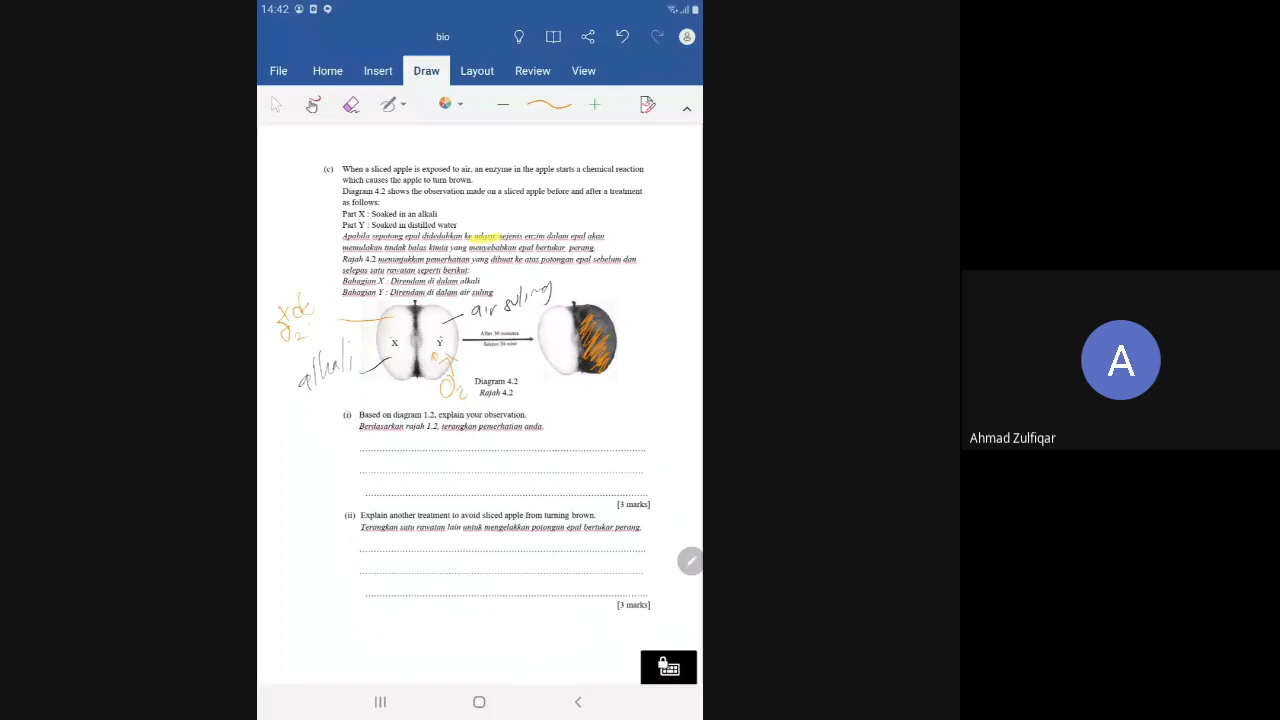 14:42
bio
File Home Insert Draw Layout Review View
(c) When a sliced apple is exposed to air, an enzyme in the apple starts a chemical reaction
which causes the apple to turn brown.
Diagram 4.2 shows the observation made on a sliced apple before and after a treatment
as follows:
Part X : Soaked in an alkali
Part Y : Soaked in distilled water
Apabila sepotong epal didedahkan ke udara, sejenis enzim dalam epal akan
memulakan tindak balas kimia yang menyebabkan epal bertukar perang.
Rajah 4.2 menunjukkan pemerhatian yang dibuat ke atas potongan epal sebelum dan
selepas satu rawatan seperti berikut:
Bahagian X : Direndam di dalam alkali
Bahagian Y : Direndam di dalam air suling
air suling
alkali
O2
X
Y
After 30 minutes
Selepas 30 minit
Diagram 4.2
Rajah 4.2
(i) Based on diagram 1.2, explain your observation.
Berdasarkan rajah 1.2, terangkan pemerhatian anda.
[3 marks]
(ii) Explain another treatment to avoid sliced apple from turning brown.
Terangkan satu rawatan lain untuk mengelakkan potongan epal bertukar perang.
[3 marks]
A
Ahmad Zulfiqar